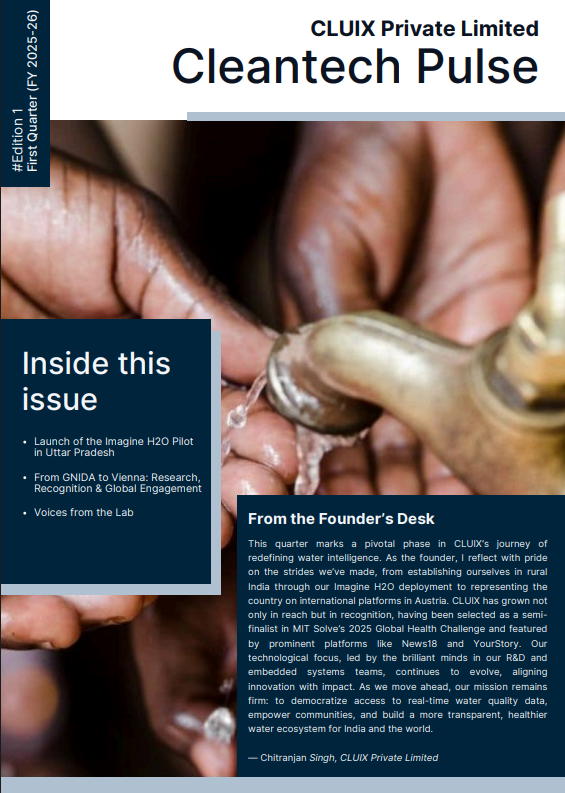 CLUIX Private Limited
Cleantech Pulse
#Edition 1
First Quarter (FY 2025-26)
Inside this
issue
• Launch of the Imagine H2O Pilot
in Uttar Pradesh
• From GNIDA to Vienna: Research,
Recognition & Global Engagement
• Voices from the Lab
From the Founder's Desk
This quarter marks a pivotal phase in CLUIX's journey of
redefining water intelligence. As the founder, I reflect with pride
on the strides we've made, from establishing ourselves in rural
India through our Imagine H2O deployment to representing the
country on international platforms in Austria. CLUIX has grown not
only in reach but in recognition, having been selected as a semi-
finalist in MIT Solve's 2025 Global Health Challenge and featured
by prominent platforms like News18 and YourStory. Our
technological focus, led by the brilliant minds in our R&D and
embedded systems teams, continues to evolve, aligning
innovation with impact. As we move ahead, our mission remains
firm: to democratize access to real-time water quality data,
empower communities, and build a more transparent, healthier
water ecosystem for India and the world.
— Chitranjan Singh, CLUIX Private Limited